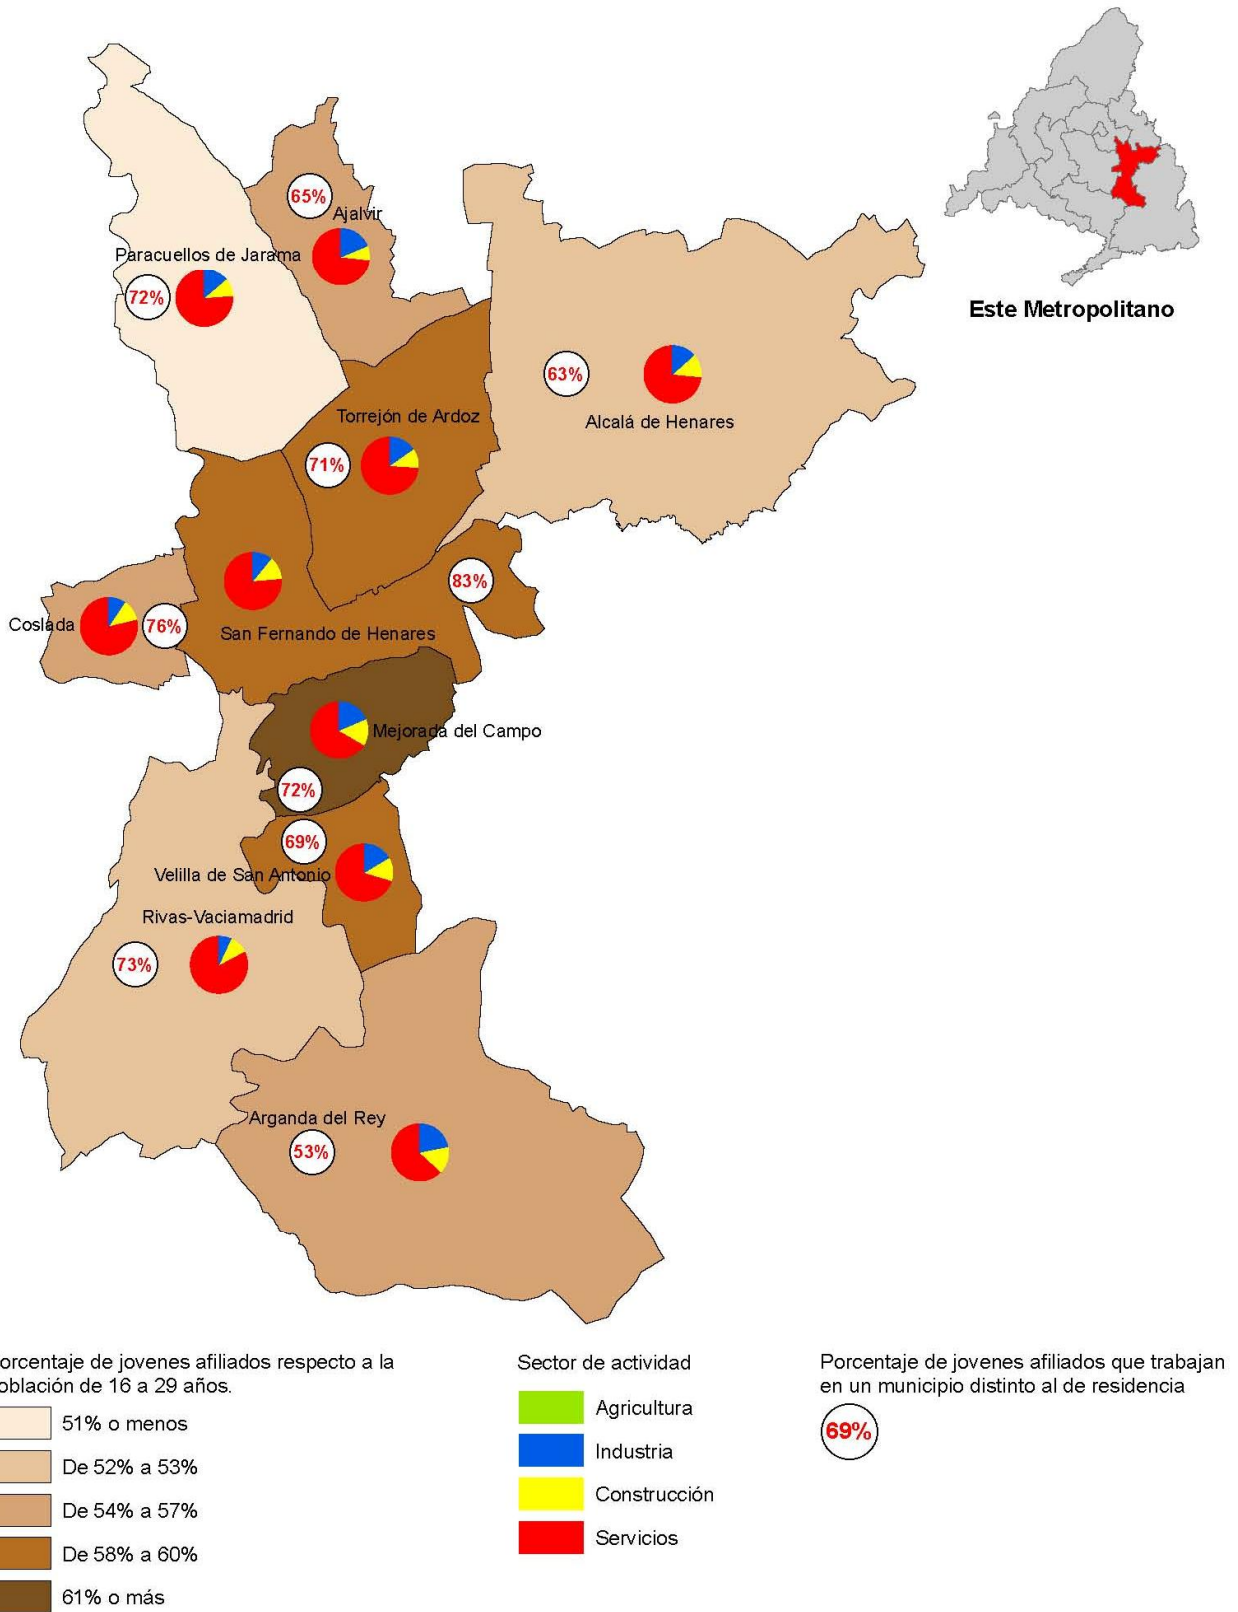 65%
Ajalvir
Paracuellos de Jarama
72%
Este Metropolitano
63%
Alcalá de Henares
Torrejón de Ardoz
71%
83%
Coslada
76%
San Fernando de Henares
Mejorada del Campo
72%
69%
Velilla de San Antonio
Rivas-Vaciamadrid
73%
Arganda del Rey
53%
orcentaje de jovenes afiliados respecto a la
oblación de 16 a 29 años.
51% o menos
De 52% a 53%
De 54% a 57%
De 58% a 60%
61% o más
Sector de actividad
Agricultura
Industria
Construcción
Servicios
Porcentaje de jovenes afiliados que trabajan
en un municipio distinto al de residencia
69%